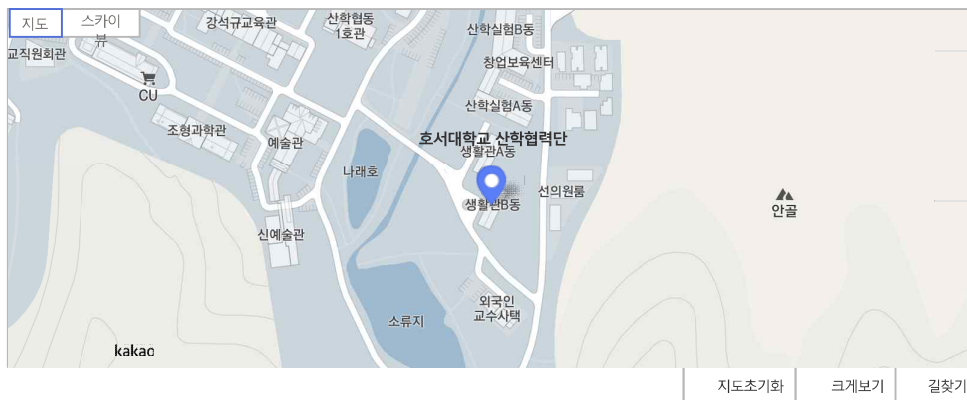 지도
스카이
뷰
강석규교육관
산학협동
1호관
산학실험B동
교직원회관
창업보육센터
CU
산학실험A동
조형과학관
예술관
호서대학교 산학협력단
생활관A동
나래호
선의원룸
생활관B동
안골
신예술관
외국인
교수사택
소류지
kakao
지도초기화
크게보기
길찾기